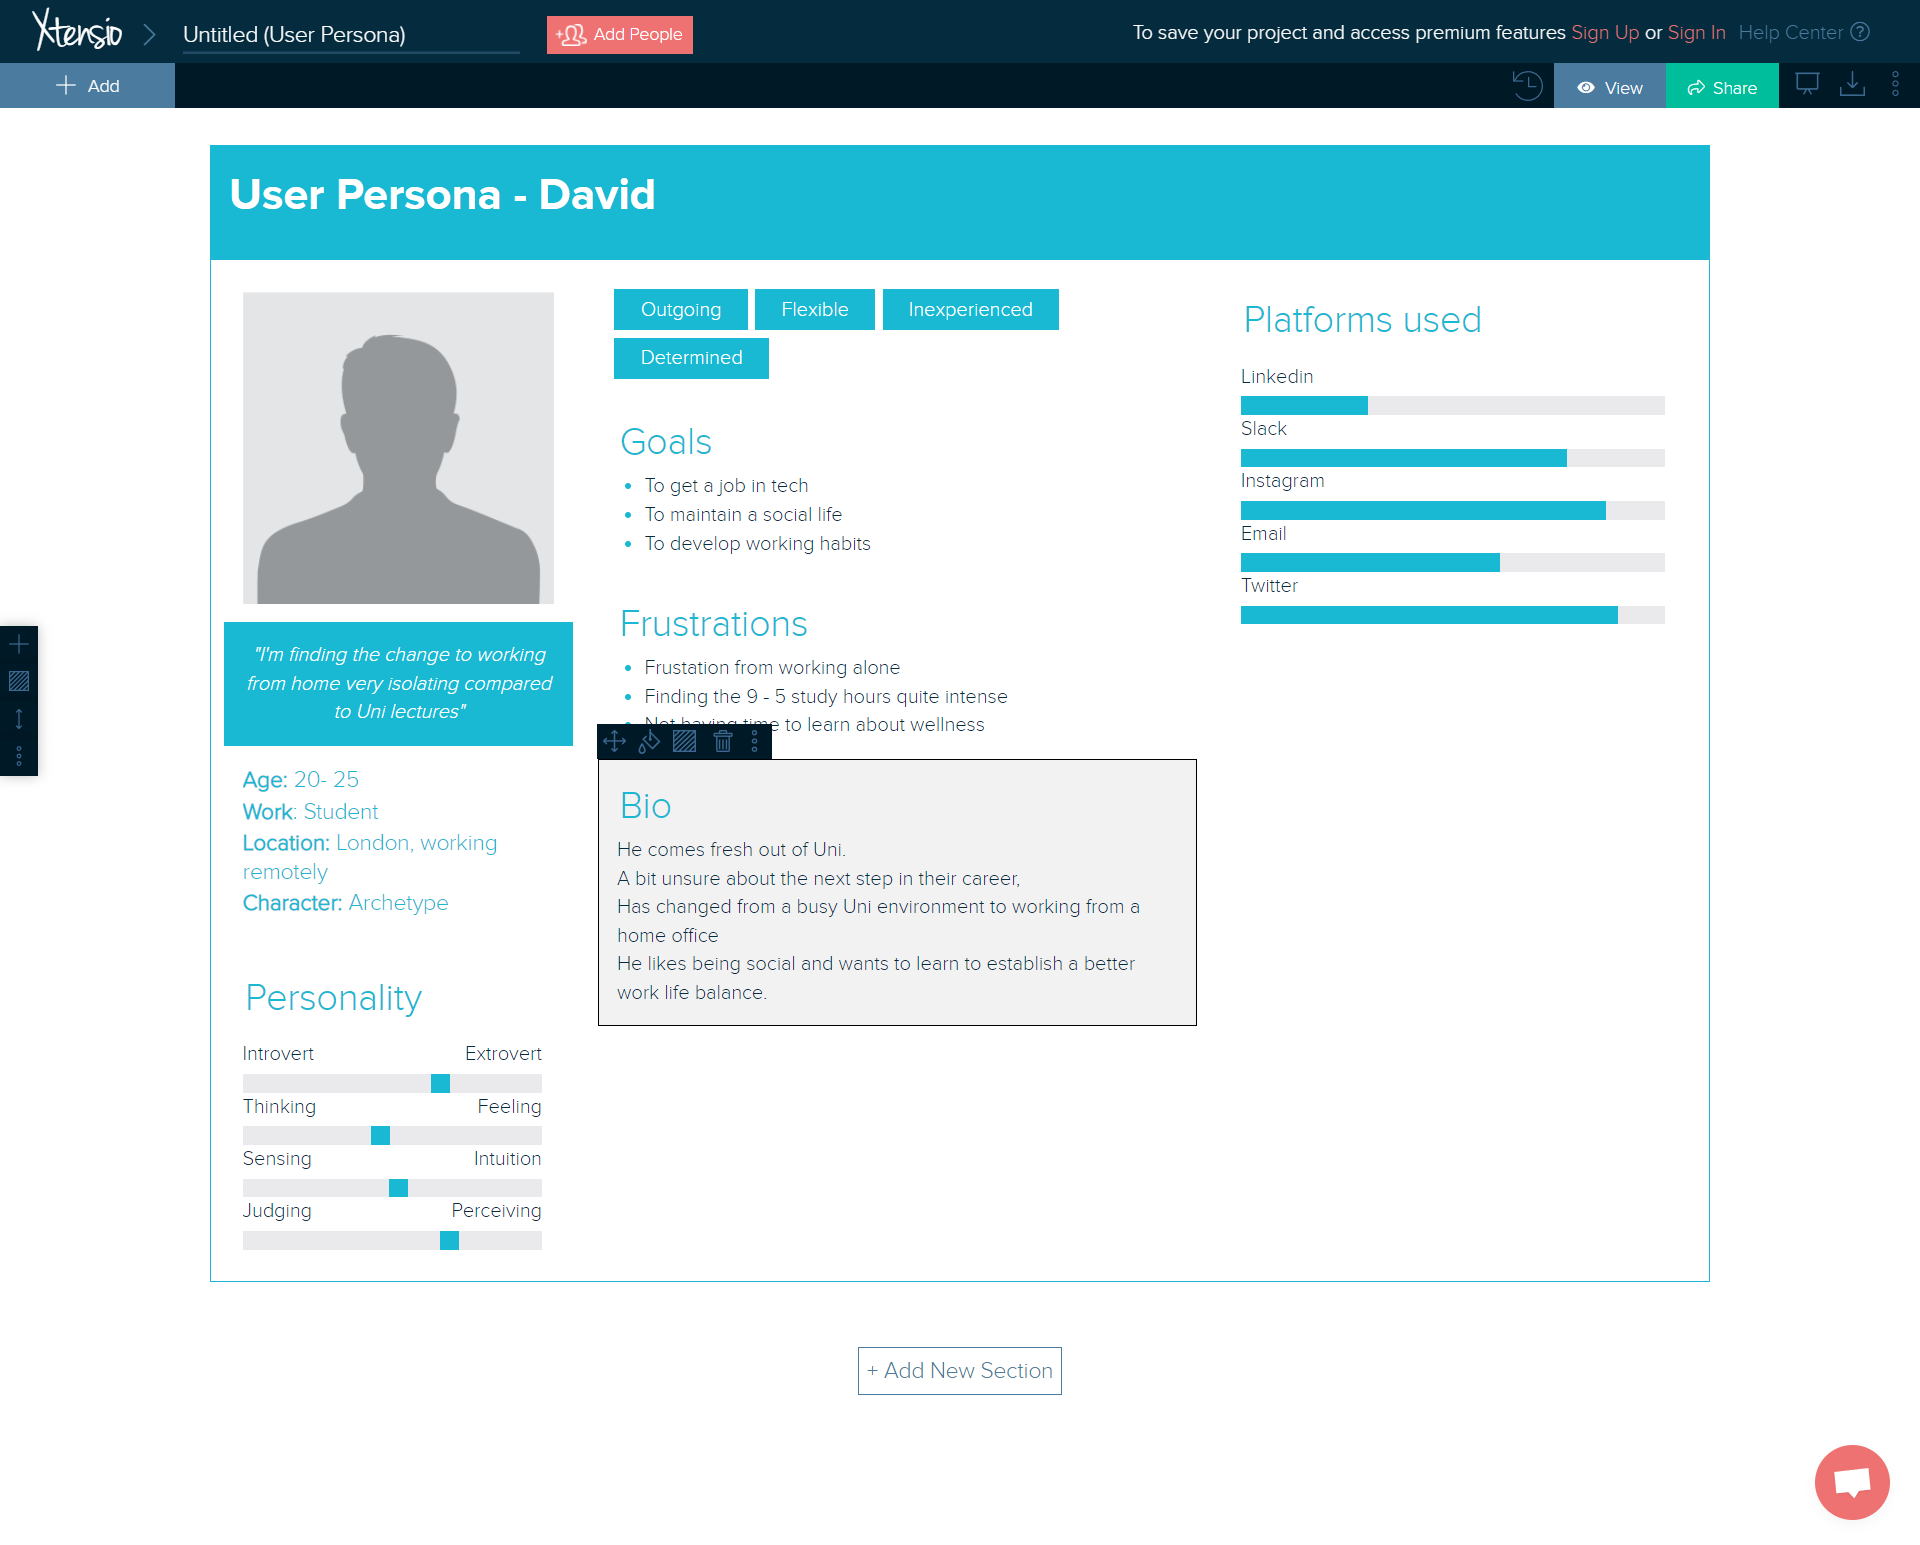 Xtensio
Untitled (User Persona)
Add People
To save your project and access premium features Sign Up or Sign In Help Center ?
Add
View
Share
User Persona - David
"I'm finding the change to working
from home very isolating compared
to Uni lectures"
Age: 20- 25
Work: Student
Location: London, working
remotely
Character: Archetype
Personality
Introvert Extrovert
Thinking Feeling
Sensing Intuition
Judging Perceiving
Outgoing Flexible Inexperienced
Determined
Goals
• To get a job in tech
• To maintain a social life
• To develop working habits
Frustrations
• Frustation from working alone
• Finding the 9 - 5 study hours quite intense
• Not having time to learn about wellness
Bio
He comes fresh out of Uni.
A bit unsure about the next step in their career,
Has changed from a busy Uni environment to working from a
home office
He likes being social and wants to learn to establish a better
work life balance.
Platforms used
Linkedin
Slack
Instagram
Email
Twitter
+ Add New Section